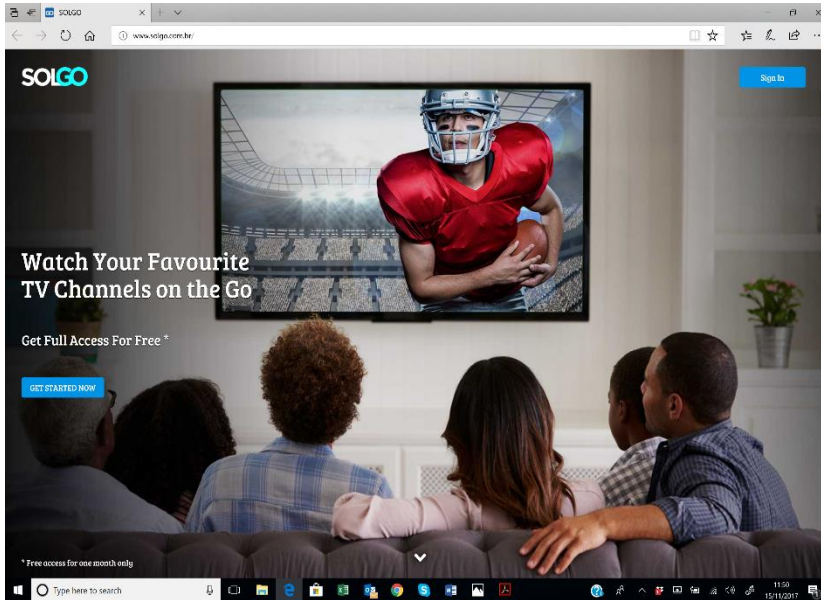 SOLGO
www.solgo.com.br/
SOLGO
Sign In
Watch Your Favourite
TV Channels on the Go
Get Full Access For Free *
GET STARTED NOW
* Free access for one month only
Type here to search
11:50
15/11/2017